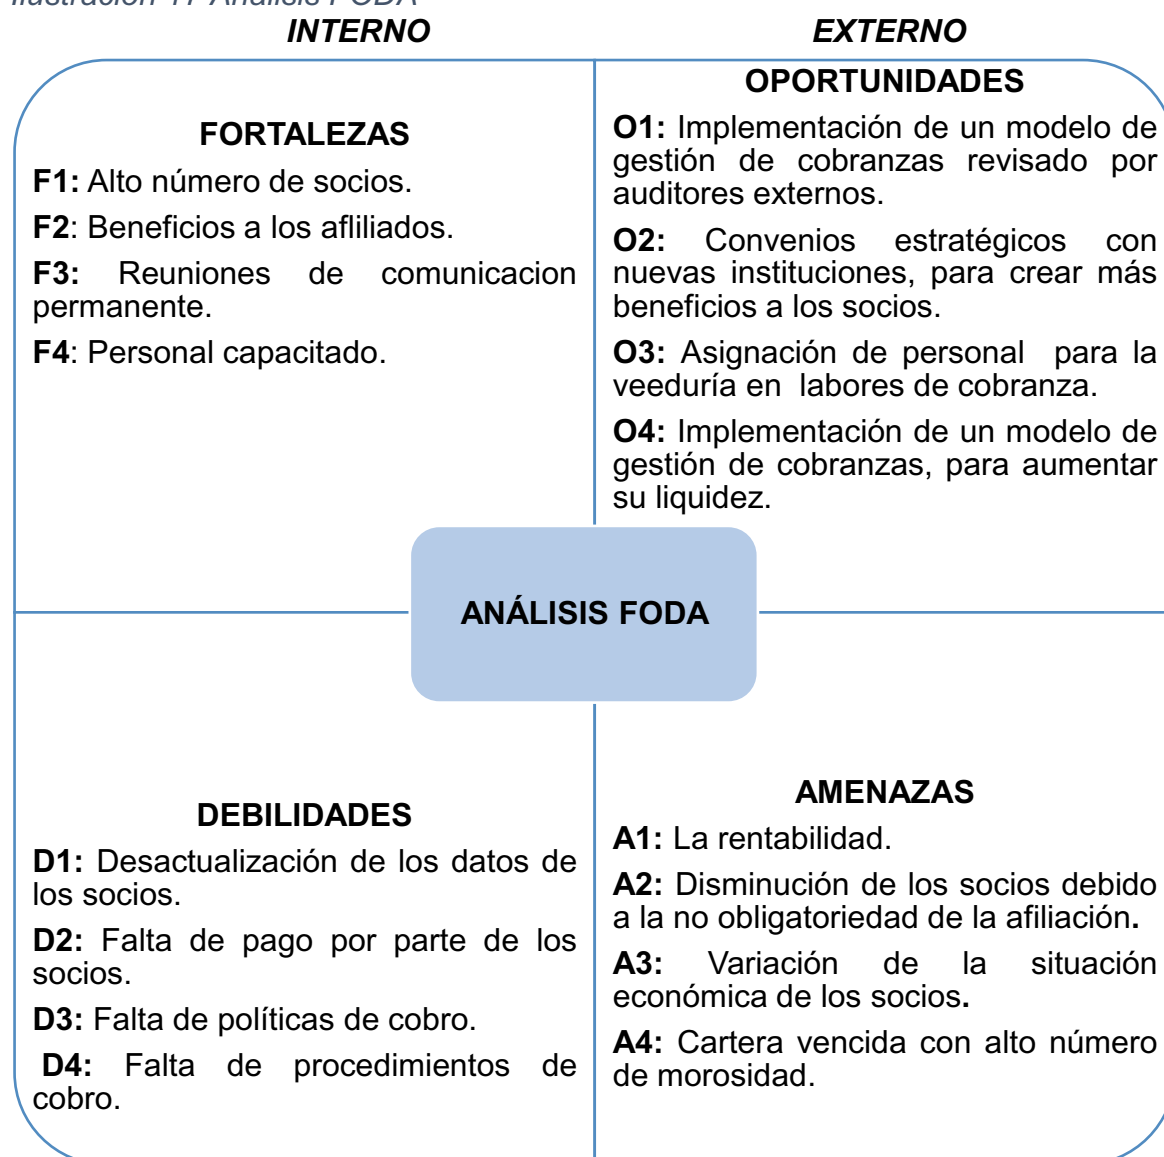 INTERNO
EXTERNO
FORTALEZAS
F1: Alto número de socios.
F2: Beneficios a los afliliados.
F3: Reuniones de comunicacion
permanente.
F4: Personal capacitado.
OPORTUNIDADES
O1: Implementación de un modelo de
gestión de cobranzas revisado por
auditores externos.
O2: Convenios estratégicos con
nuevas instituciones, para crear más
beneficios a los socios.
O3: Asignación de personal para la
veeduría en labores de cobranza.
O4: Implementación de un modelo de
gestión de cobranzas, para aumentar
su liquidez.
ANÁLISIS FODA
DEBILIDADES
D1: Desactualización de los datos de
los socios.
D2: Falta de pago por parte de los
socios.
D3: Falta de políticas de cobro.
D4: Falta de procedimientos de
cobro.
AMENAZAS
A1: La rentabilidad.
A2: Disminución de los socios debido
a la no obligatoriedad de la afiliación.
A3: Variación de la situación
económica de los socios.
A4: Cartera vencida con alto número
de morosidad.